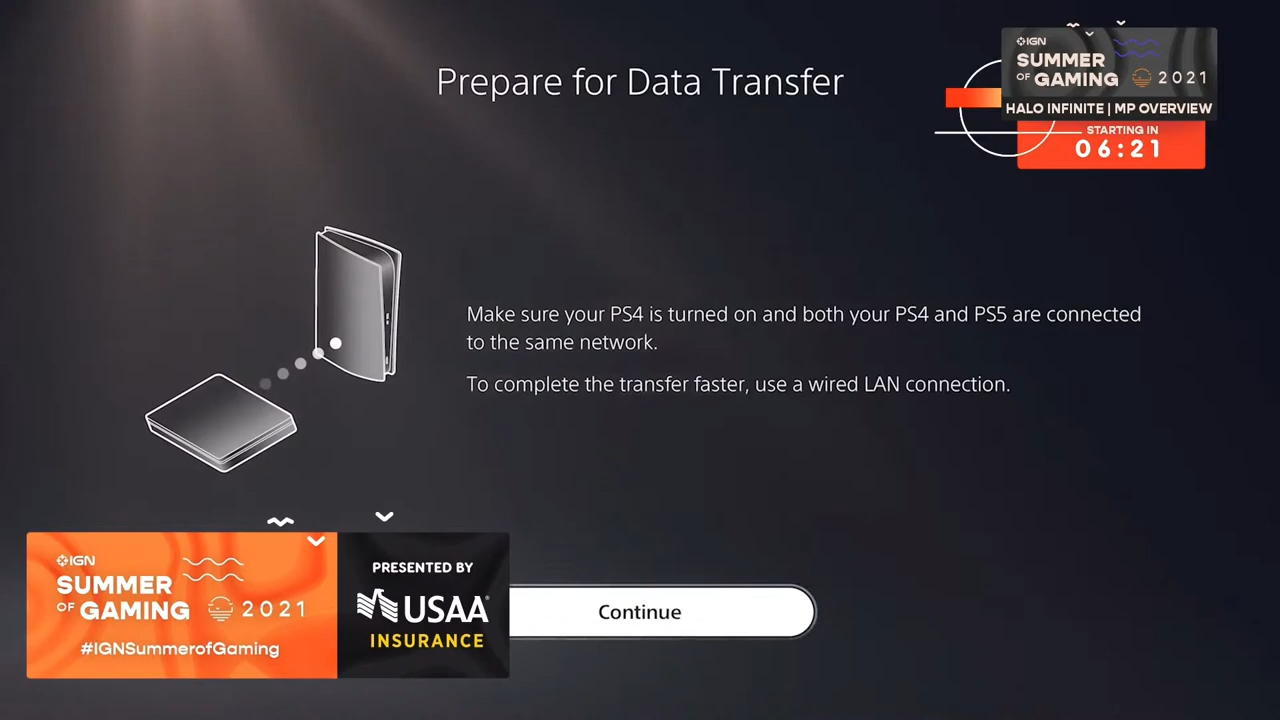 Prepare for Data Transfer
IGN
SUMMER
OF GAMING 2021
HALO INFINITE | MP OVERVIEW
STARTING IN
06:21
Make sure your PS4 is turned on and both your PS4 and PS5 are connected
to the same network.
To complete the transfer faster, use a wired LAN connection.
IGN
SUMMER
OF GAMING 2021
#IGNSummerofGaming
PRESENTED BY
USAA®
INSURANCE
Continue